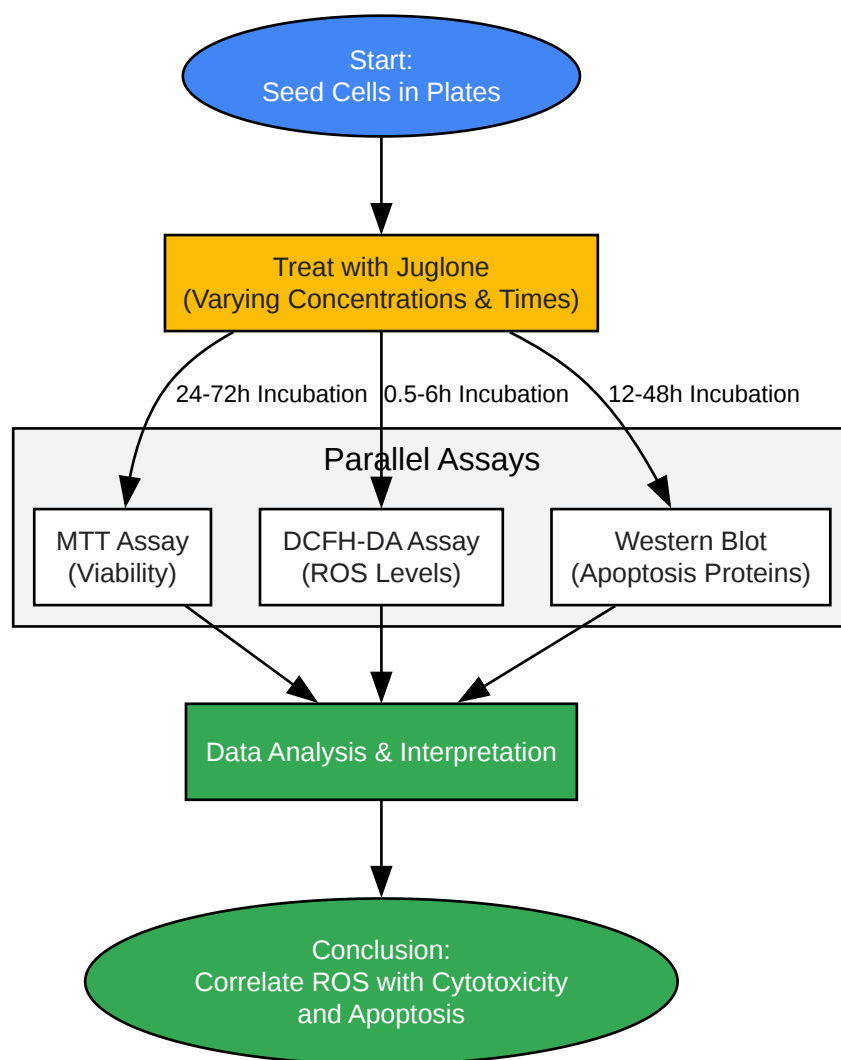 Start:
Seed Cells in Plates
Treat with Juglone
(Varying Concentrations & Times)
24-72h Incubation
0.5-6h Incubation
12-48h Incubation
Parallel Assays
MTT Assay
(Viability)
DCFH-DA Assay
(ROS Levels)
Western Blot
(Apoptosis Proteins)
Data Analysis & Interpretation
Conclusion:
Correlate ROS with Cytotoxicity
and Apoptosis